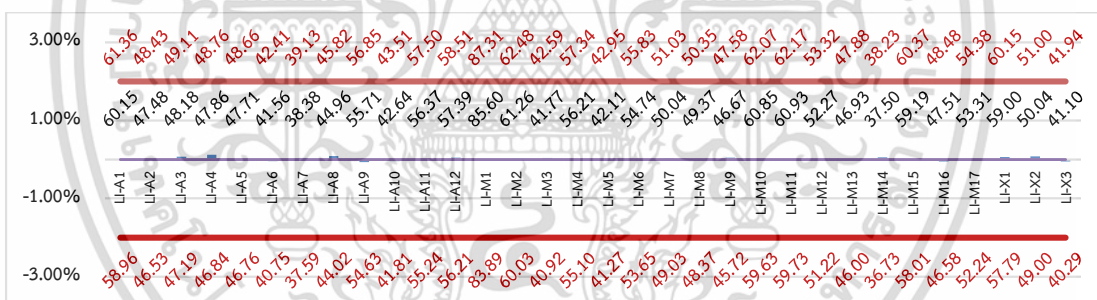 3.00%
61.36 48.43 49.11 48.76 48.66 42.41 39.13 45.82 56.85 43.51 57.50 58.51 87.31 62.48 42.59 57.34 42.95 55.83 51.03 50.35 47.58 62.07 62.17 53.32 47.88 38.23 60.37 48.48 54.38 60.15 51.00 41.94
1.00%
60.15 47.48 48.18 47.86 47.71 41.56 38.38 44.96 55.71 42.64 56.37 57.39 85.60 61.26 41.77 56.21 42.11 54.74 50.04 49.37 46.67 60.85 60.93 52.27 46.93 37.50 59.19 47.51 53.31 59.00 50.04 41.10
LI-A1 LI-A2 LI-A3 LI-A4 LI-A5 LI-A6 LI-A7 LI-A8 LI-A9 LI-A10 LI-A11 LI-A12 LI-M1 LI-M2 LI-M3 LI-M4 LI-M5 LI-M6 LI-M7 LI-M8 LI-M9 LI-M10 LI-M11 LI-M12 LI-M13 LI-M14 LI-M15 LI-M16 LI-M17 LI-X1 LI-X2 LI-X3
-1.00%
58.96 46.53 47.19 46.84 46.76 40.75 37.59 44.02 54.63 41.81 55.24 56.21 83.89 60.03 40.92 55.10 41.27 53.65 49.03 48.37 45.72 59.63 59.73 51.22 46.00 36.73 58.01 46.58 52.24 57.79 49.00 40.29
-3.00%